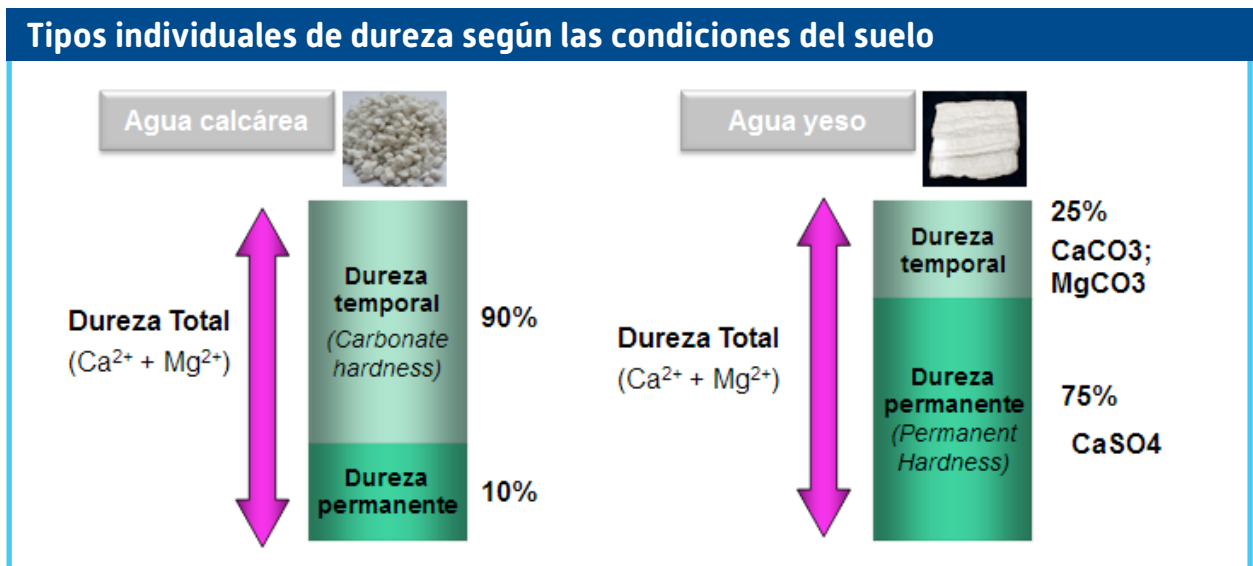 Tipos individuales de dureza según las condiciones del suelo
Agua calcárea
Dureza Total
(Ca²⁺ + Mg²⁺)
Dureza
temporal
(Carbonate
hardness)
90%
Dureza
permanente
10%
Agua yeso
Dureza Total
(Ca²⁺ + Mg²⁺)
Dureza
temporal
25%
CaCO3;
MgCO3
Dureza
permanente
(Permanent
Hardness)
75%
CaSO4